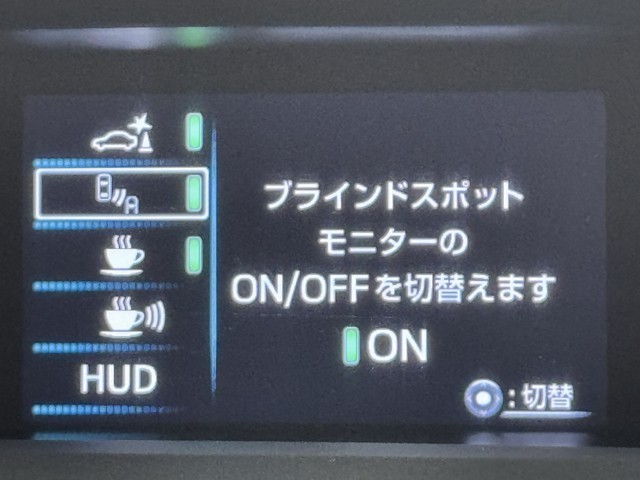 ブラインドスポット
モニターの
ON/OFFを切替えます
ON
HUD
:切替